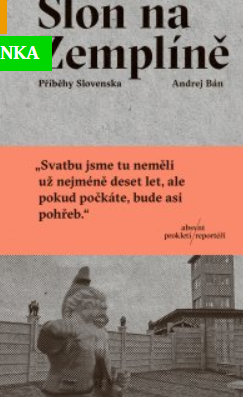 Slon na
NKA
Zemplíně
Příběhy Slovenska
Andrej Bán
„Svatbu jsme tu neměli
už nejméně deset let, ale
pokud počkáte, bude asi
pohřeb.“
absynt
prokletí/reportéři